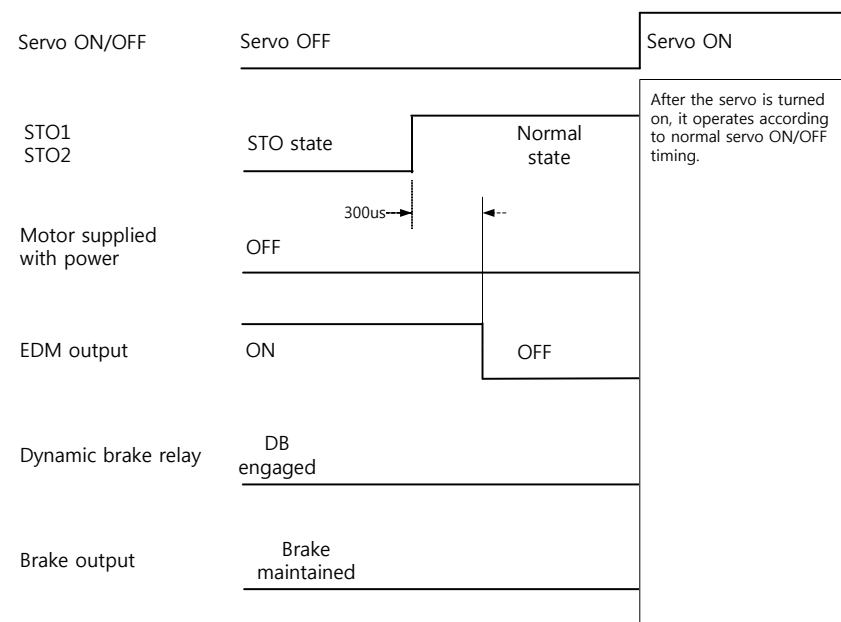 Servo ON/OFF
Servo OFF
Servo ON
STO1
STO2
STO state
Normal
state
After the servo is turned
on, it operates according
to normal servo ON/OFF
timing.
300us
Motor supplied
with power
OFF
EDM output
ON
OFF
Dynamic brake relay
DB
engaged
Brake output
Brake
maintained